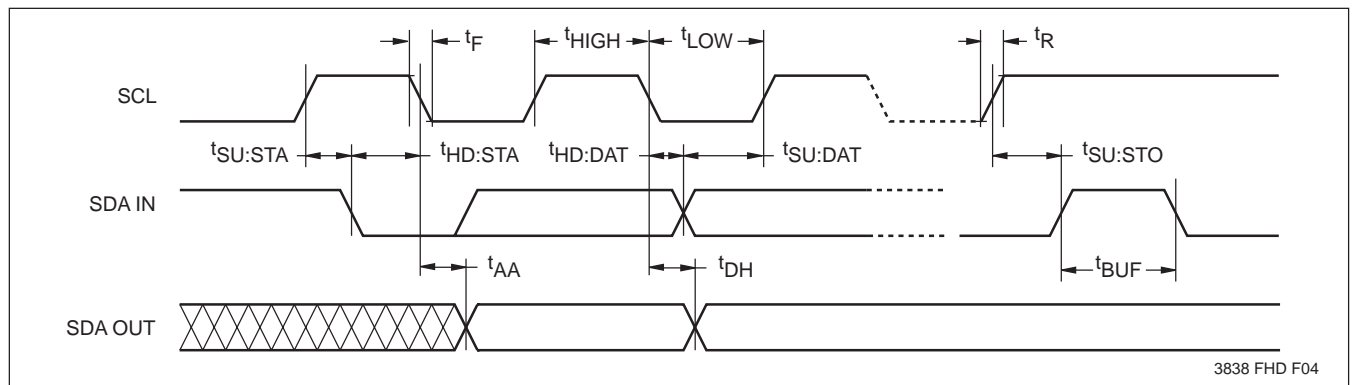 tF tHIGH tLOW tR
SCL
tSU:STA tHD:STA tHD:DAT tSU:DAT tSU:STO
SDA IN
tAA tDH tBUF
SDA OUT
3838 FHD F04